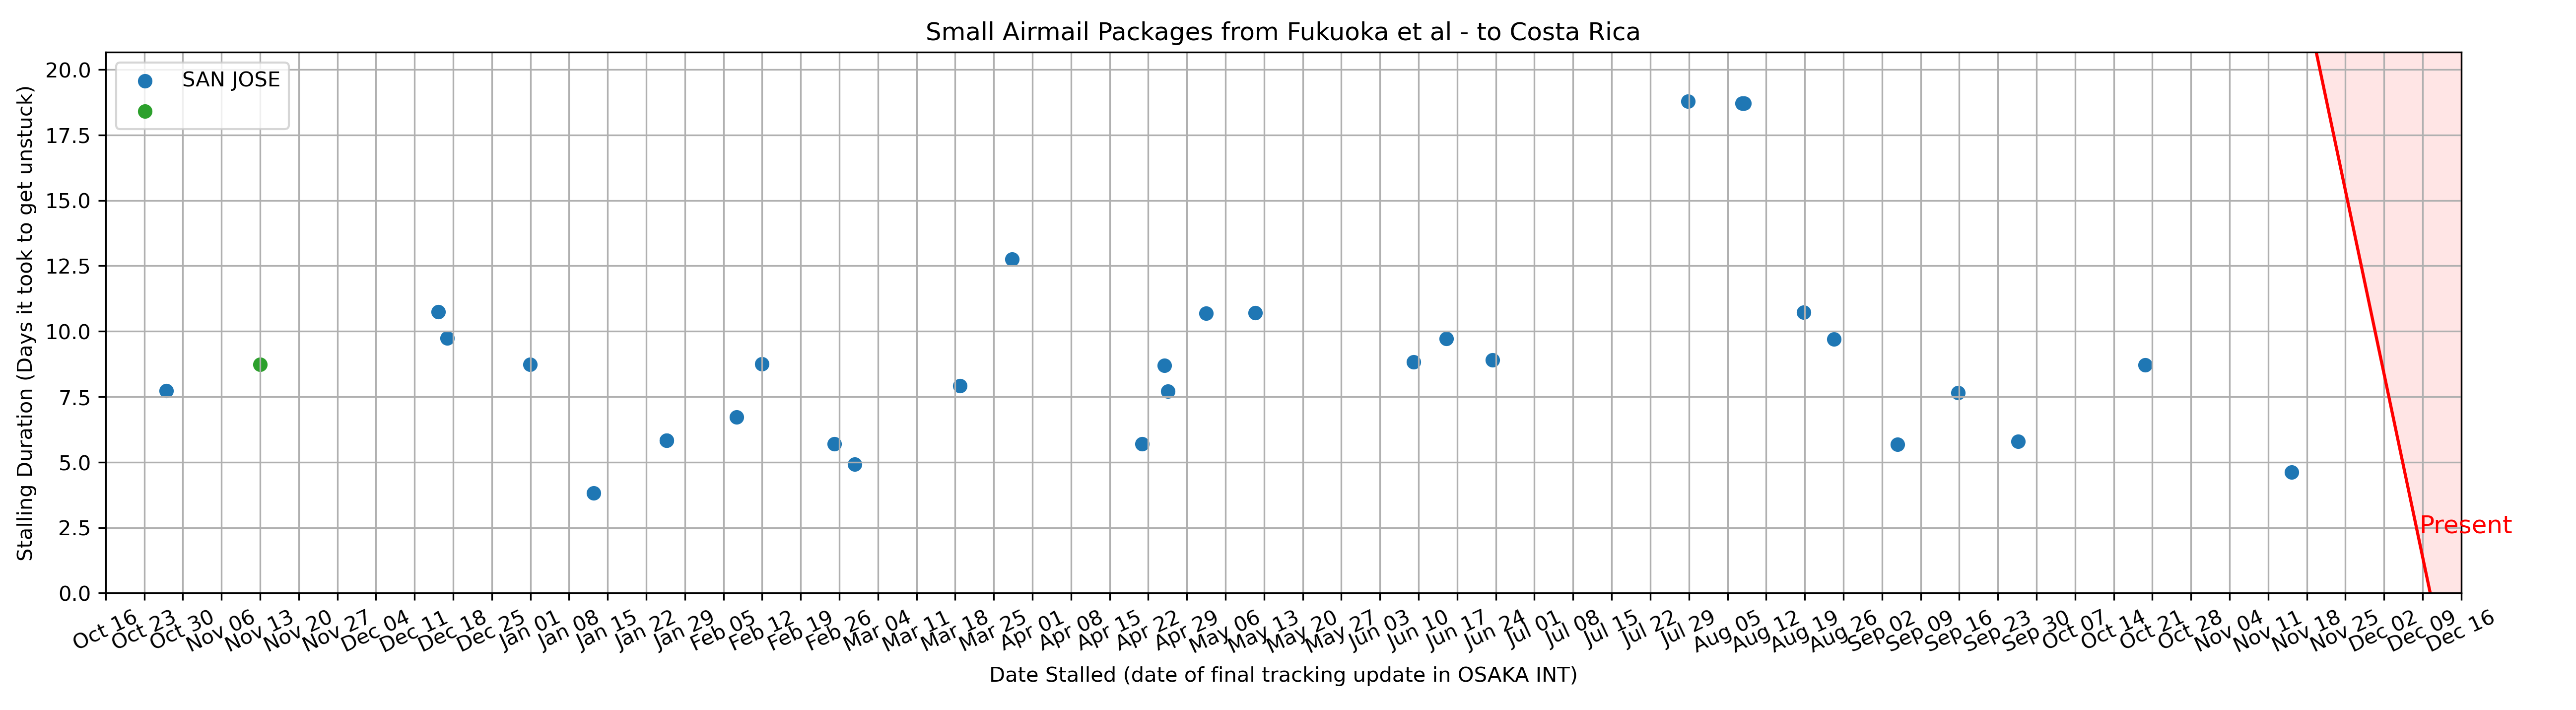 Small Airmail Packages from Fukuoka et al - to Costa Rica
SAN JOSE
Stalling Duration (Days it took to get unstuck)
20.0
17.5
15.0
12.5
10.0
7.5
5.0
2.5
0.0
Present
Oct 16 Oct 23 Oct 30 Nov 06 Nov 13 Nov 20 Nov 27 Dec 04 Dec 11 Dec 18 Dec 25 Jan 01 Jan 08 Jan 15 Jan 22 Jan 29 Feb 05 Feb 12 Feb 19 Feb 26 Mar 04 Mar 11 Mar 18 Mar 25 Apr 01 Apr 08 Apr 15 Apr 22 Apr 29 May 06 May 13 May 20 May 27 Jun 03 Jun 10 Jun 17 Jun 24 Jul 01 Jul 08 Jul 15 Jul 22 Jul 29 Aug 05 Aug 12 Aug 19 Aug 26 Sep 02 Sep 09 Sep 16 Sep 23 Sep 30 Oct 07 Oct 14 Oct 21 Oct 28 Nov 04 Nov 11 Nov 18 Nov 25 Dec 02 Dec 09 Dec 16
Date Stalled (date of final tracking update in OSAKA INT)